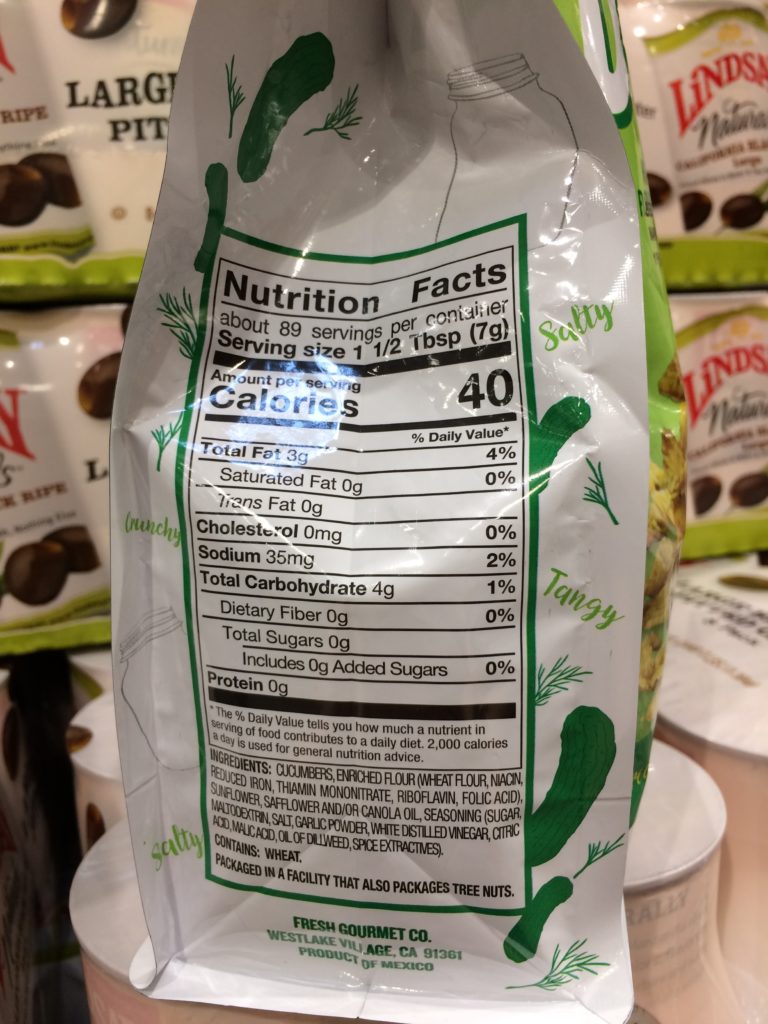 LARGE
PIT
RIPE
LINDSAY
Natural
CALIFORNIA
Large
Nutrition Facts
about 89 servings per container
Serving size 1 1/2 Tbsp (7g)
Amount per serving
Calories 40
% Daily Value*
Total Fat 3g 4%
Saturated Fat 0g 0%
Trans Fat 0g
Cholesterol 0mg 0%
Sodium 35mg 2%
Total Carbohydrate 4g 1%
Dietary Fiber 0g 0%
Total Sugars 0g
Includes 0g Added Sugars 0%
Protein 0g
* The % Daily Value tells you how much a nutrient in
serving of food contributes to a daily diet. 2,000 calories
a day is used for general nutrition advice.
INGREDIENTS: CUCUMBERS, ENRICHED FLOUR (WHEAT FLOUR, NIACIN,
REDUCED IRON, THIAMIN MONONITRATE, RIBOFLAVIN, FOLIC ACID),
SUNFLOWER, SAFFLOWER AND/OR CANOLA OIL, SEASONING (SUGAR,
MALTODEXTRIN, SALT, GARLIC POWDER, WHITE DISTILLED VINEGAR, CITRIC
ACID, MALIC ACID, OIL OF DILLWEED, SPICE EXTRACTIVES).
CONTAINS: WHEAT.
PACKAGED IN A FACILITY THAT ALSO PACKAGES TREE NUTS.
Salty
Crunchy
Tangy
Salty
FRESH GOURMET CO.
WESTLAKE VILLAGE, CA 91361
PRODUCT OF MEXICO
LINDSAY
Natural
RIPE
RALLY